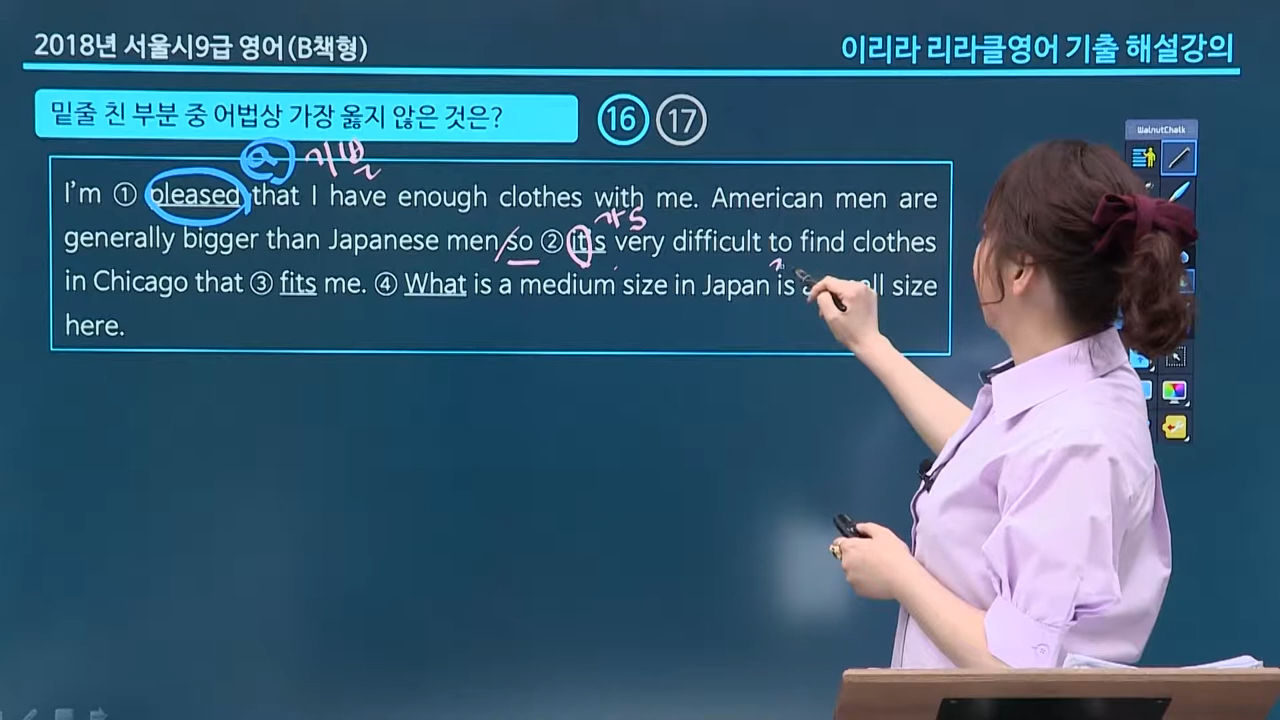 2018년 서울시9급 영어(B책형)
이리라 리라클영어 기출 해설강의
밑줄 친 부분 중 어법상 가장 옳지 않은 것은?
16 17
WalnutChalk
a.
I'm ① pleased that I have enough clothes with me. American men are
가S
generally bigger than Japanese men so ② it's very difficult to find clothes
in Chicago that ③ fits me. ④ What is a medium size in Japan is a size
here.